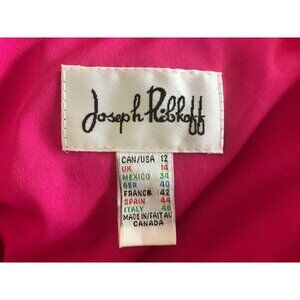 Joseph Ribkoff
CAN/USA 12
UK 14
MEXICO 34
GER 40
FRANCE 42
SPAIN 44
ITALY 46
MADE IN/FAIT AU
CANADA